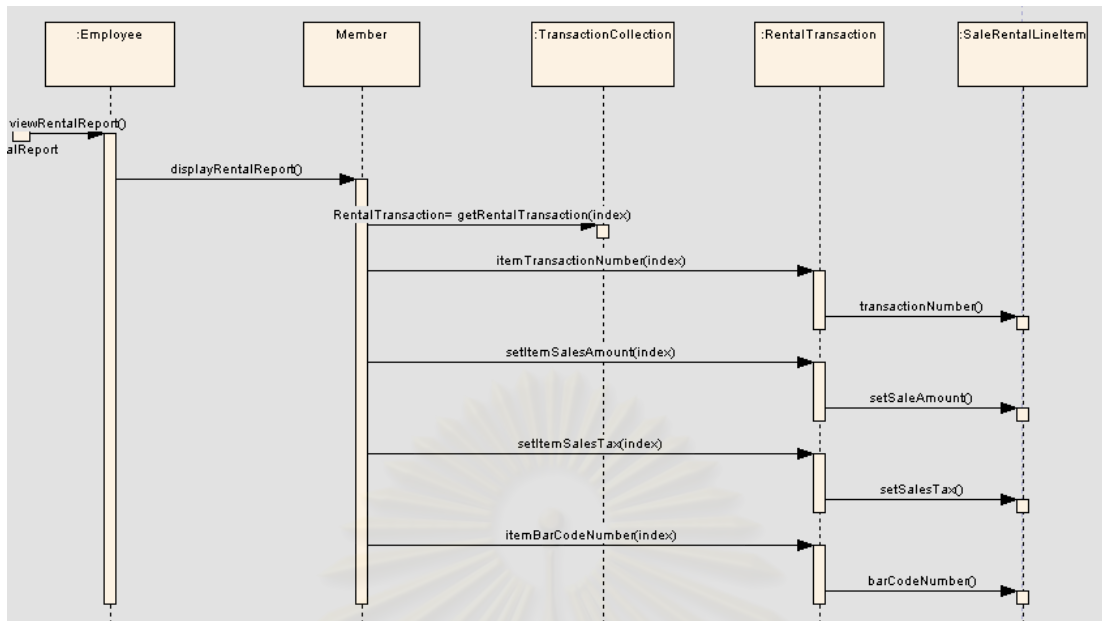 :Employee
Member
:TransactionCollection
:RentalTransaction
:SaleRentalLineItem
viewRentalReport()
alReport
displayRentalReport()
RentalTransaction= getRentalTransaction(index)
itemTransactionNumber(index)
transactionNumber()
setItemSalesAmount(index)
setSaleAmount()
setItemSalesTax(index)
setSalesTax()
itemBarCodeNumber(index)
barCodeNumber()